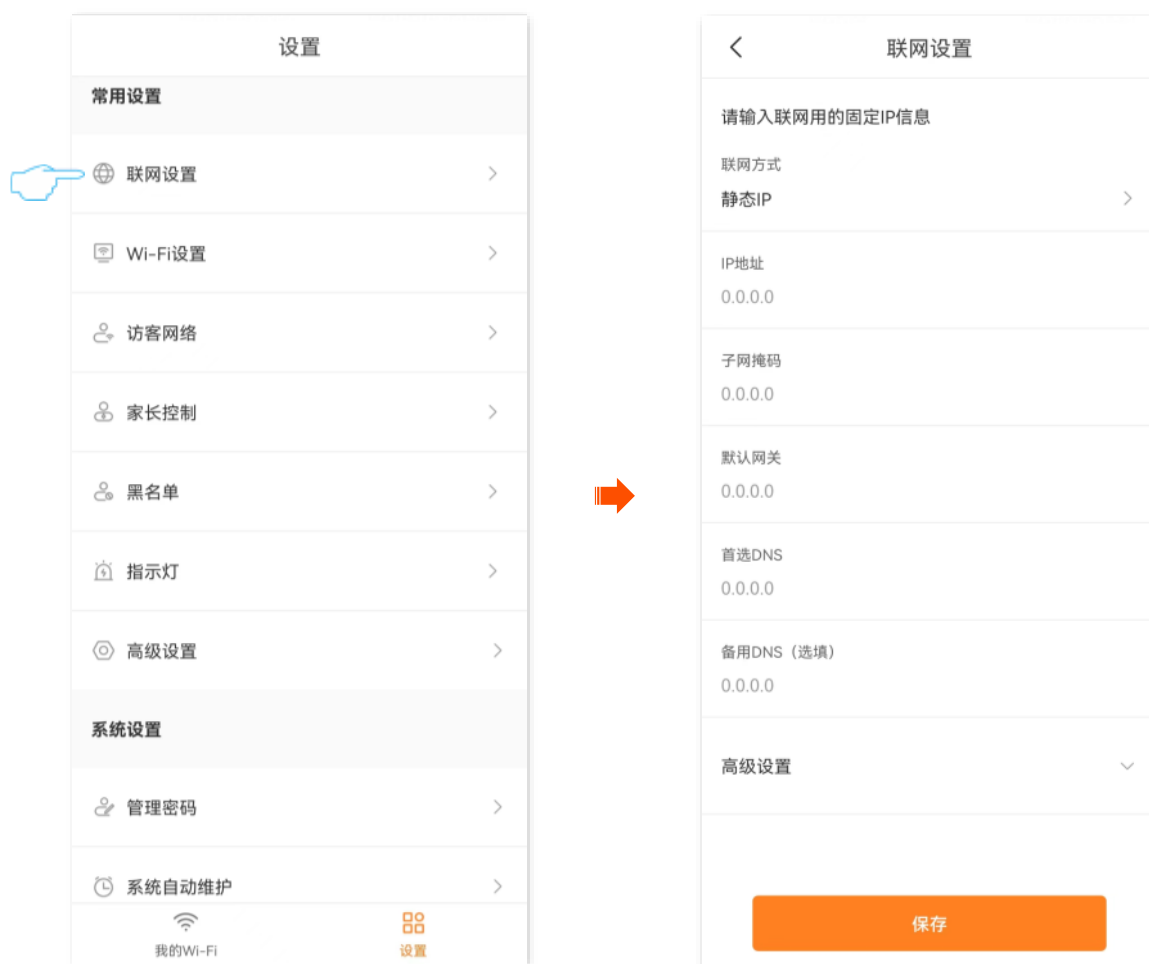 设置
常用设置
联网设置
Wi-Fi设置
访客网络
家长控制
黑名单
指示灯
高级设置
系统设置
管理密码
系统自动维护
我的Wi-Fi
设置
联网设置
请输入联网用的固定IP信息
联网方式
静态IP
IP地址
0.0.0.0
子网掩码
0.0.0.0
默认网关
0.0.0.0
首选DNS
0.0.0.0
备用DNS（选填）
0.0.0.0
高级设置
保存